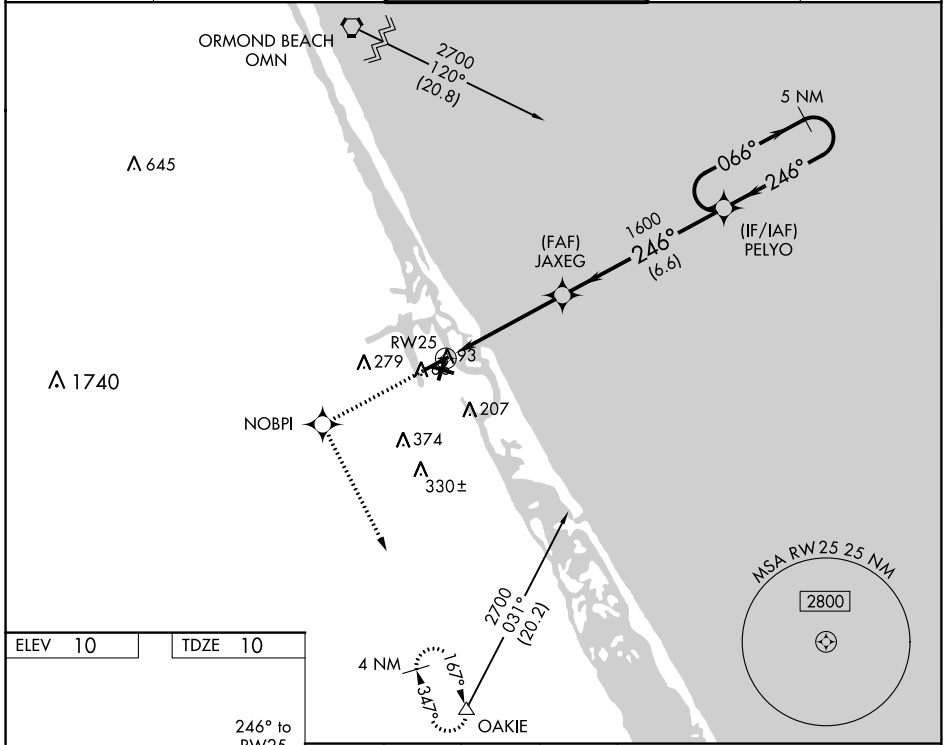 ORMOND BEACH
OMN
2700
120°
(20.8)
5 NM
066°
246°
645
(IF/IAF)
PELYO
1600
246°
(6.6)
(FAF)
JAXEG
RW25
93
279
1740
207
NOBPI
374
330±
MSA RW25 25 NM
2800
2700
031°
(20.2)
ELEV 10
TDZE 10
4 NM
167°
347°
OAKIE
246° to
RW25